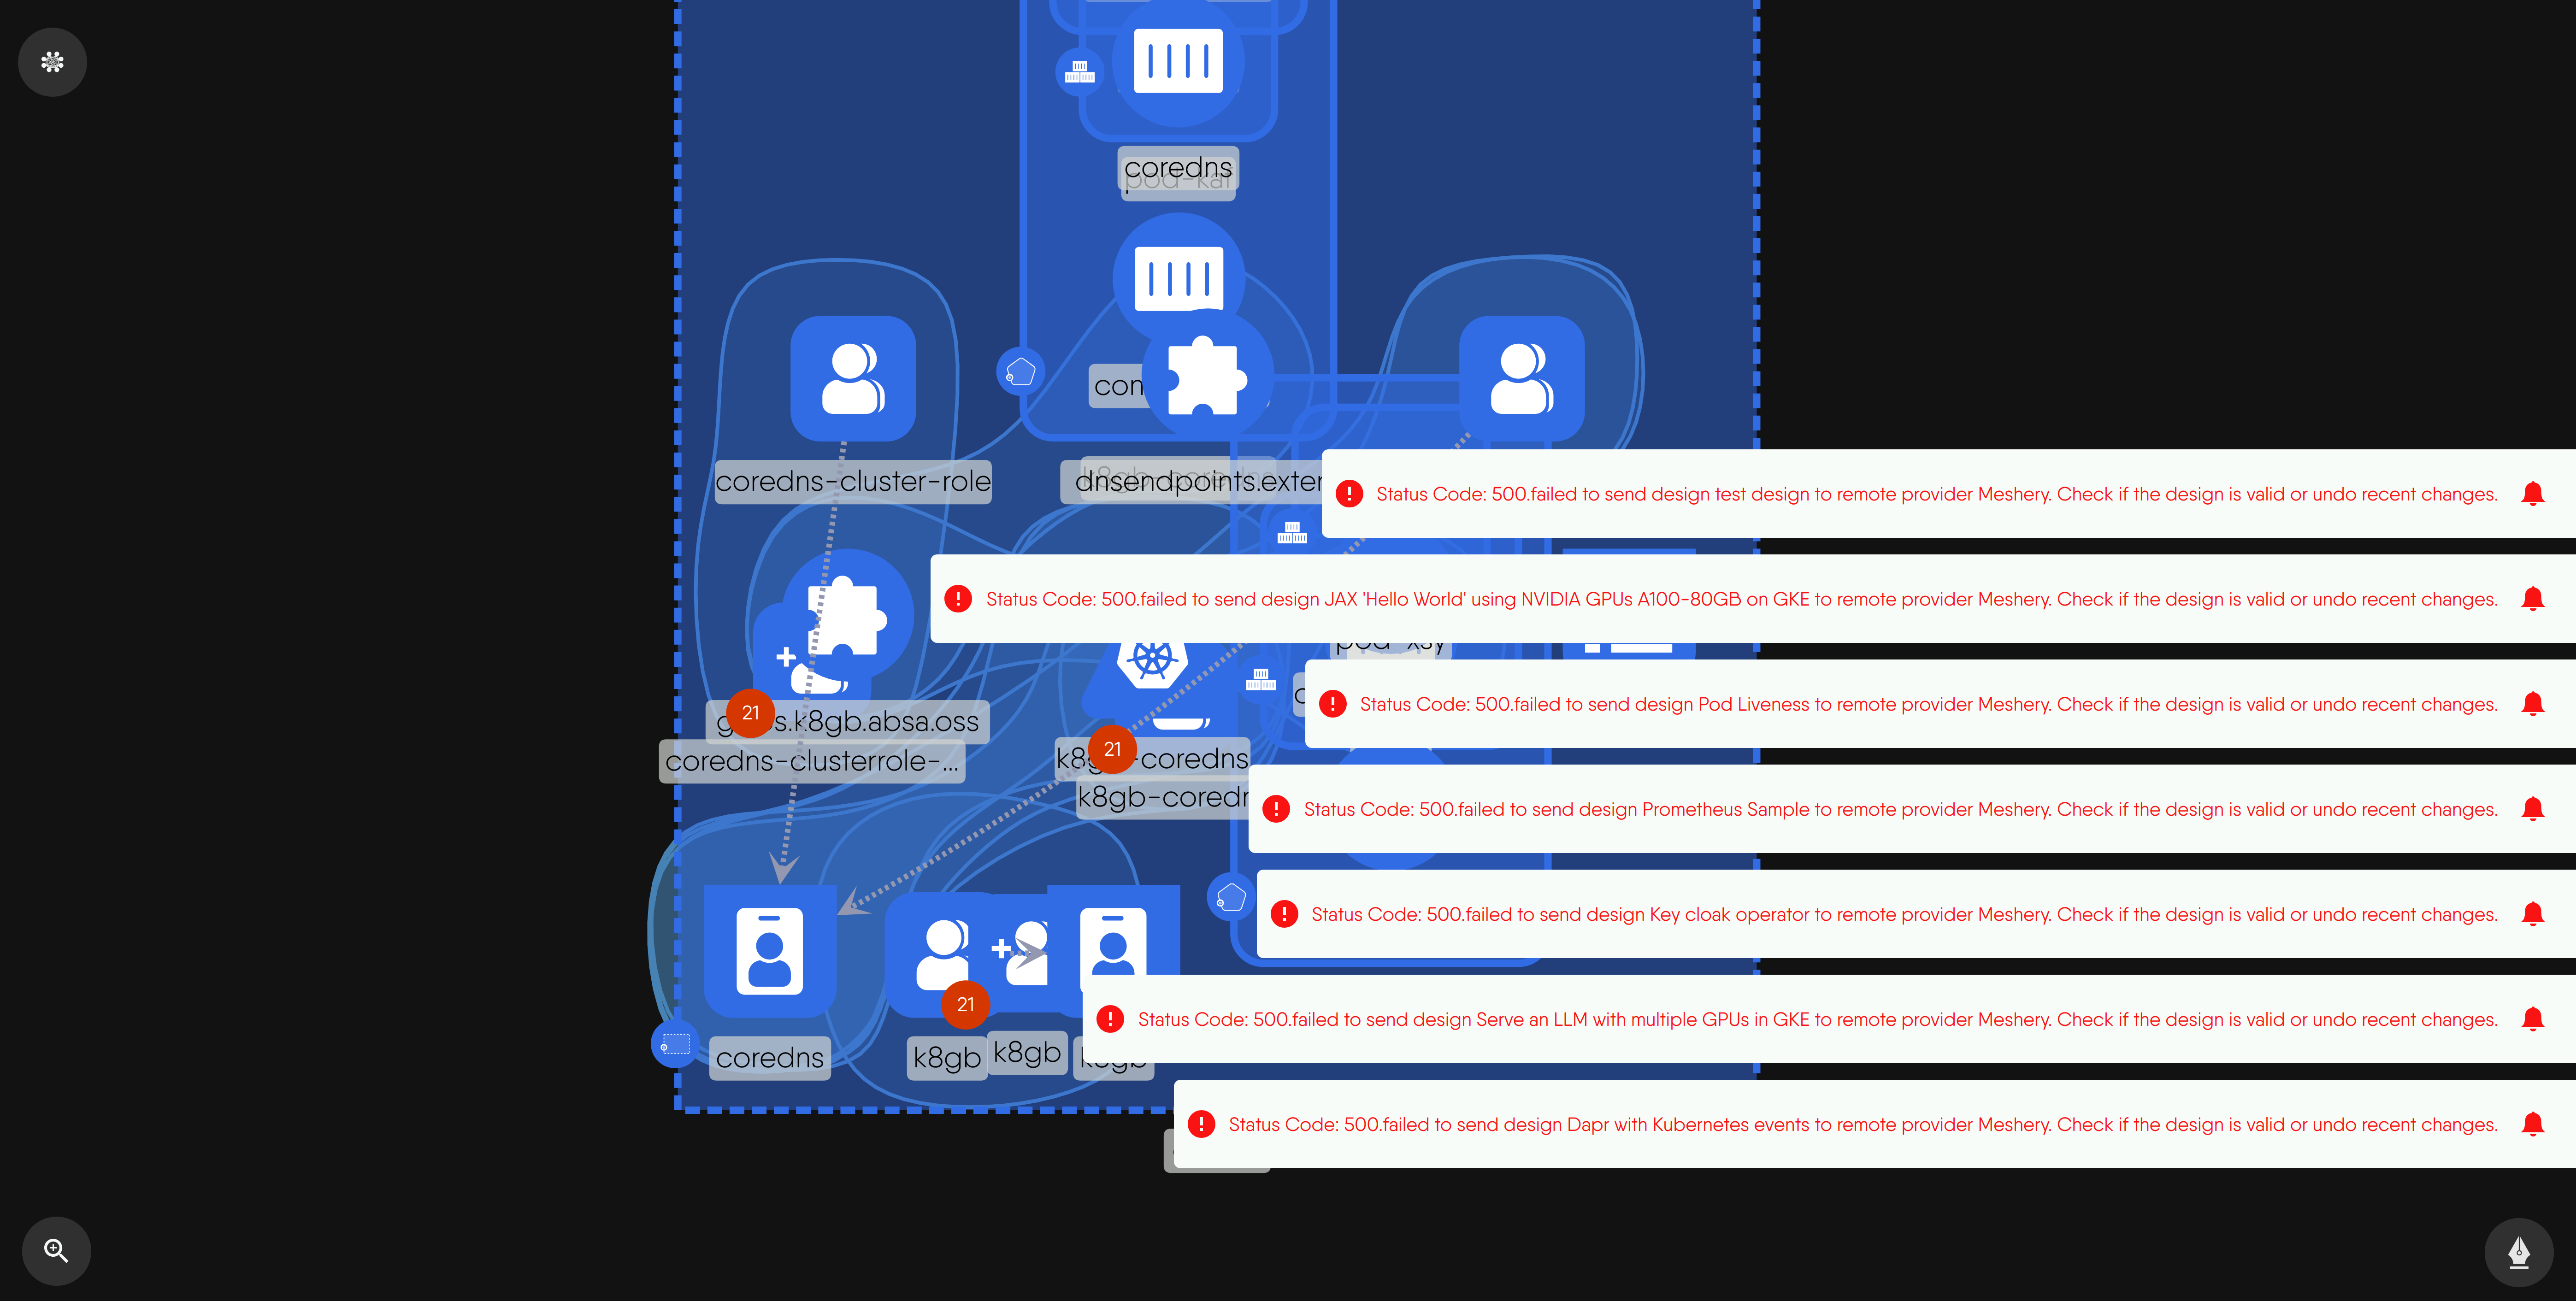 coredns
pod-kaf
con
coredns-cluster-role
dnsendpoints.exter
Status Code: 500.failed to send design test design to remote provider Meshery. Check if the design is valid or undo recent changes.
Status Code: 500.failed to send design JAX 'Hello World' using NVIDIA GPUs A100-80GB on GKE to remote provider Meshery. Check if the design is valid or undo recent changes.
pod-xsy
Status Code: 500.failed to send design Pod Liveness to remote provider Meshery. Check if the design is valid or undo recent changes.
21
s.k8gb.absa.oss
coredns-clusterrole-...
21
k8 -coredns
k8gb-coredn
Status Code: 500.failed to send design Prometheus Sample to remote provider Meshery. Check if the design is valid or undo recent changes.
Status Code: 500.failed to send design Key cloak operator to remote provider Meshery. Check if the design is valid or undo recent changes.
21
Status Code: 500.failed to send design Serve an LLM with multiple GPUs in GKE to remote provider Meshery. Check if the design is valid or undo recent changes.
coredns
k8gb
k8gb
k8gb
Status Code: 500.failed to send design Dapr with Kubernetes events to remote provider Meshery. Check if the design is valid or undo recent changes.